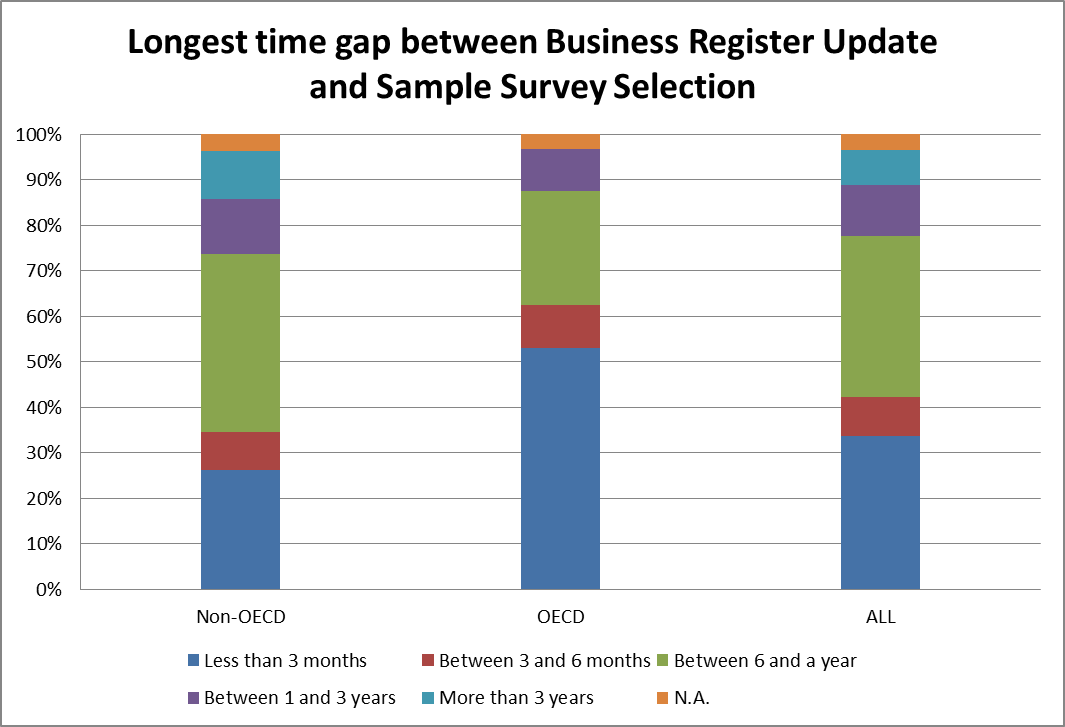 Longest time gap between Business Register Update
and Sample Survey Selection
100%
90%
80%
70%
60%
50%
40%
30%
20%
10%
0%
Non-OECD OECD ALL
Less than 3 months Between 3 and 6 months Between 6 and a year
Between 1 and 3 years More than 3 years N.A.